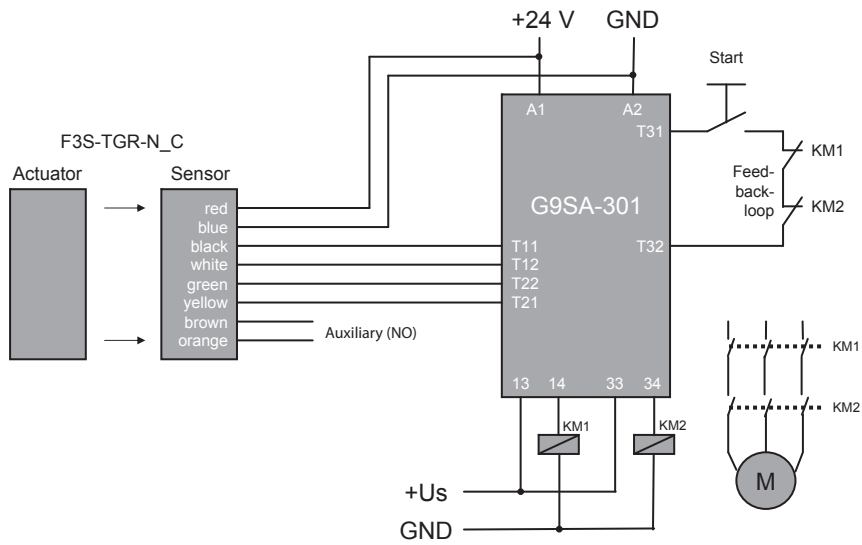 +24 V
GND
Start
A1
A2
T31
F3S-TGR-N_C
KM1
Actuator
Sensor
Feed-
back-
loop
red
G9SA-301
KM2
blue
black
T11
T32
white
T12
green
T22
yellow
T21
brown
Auxiliary (NO)
orange
KM1
13
14
33
34
KM2
KM1
KM2
M
+Us
GND